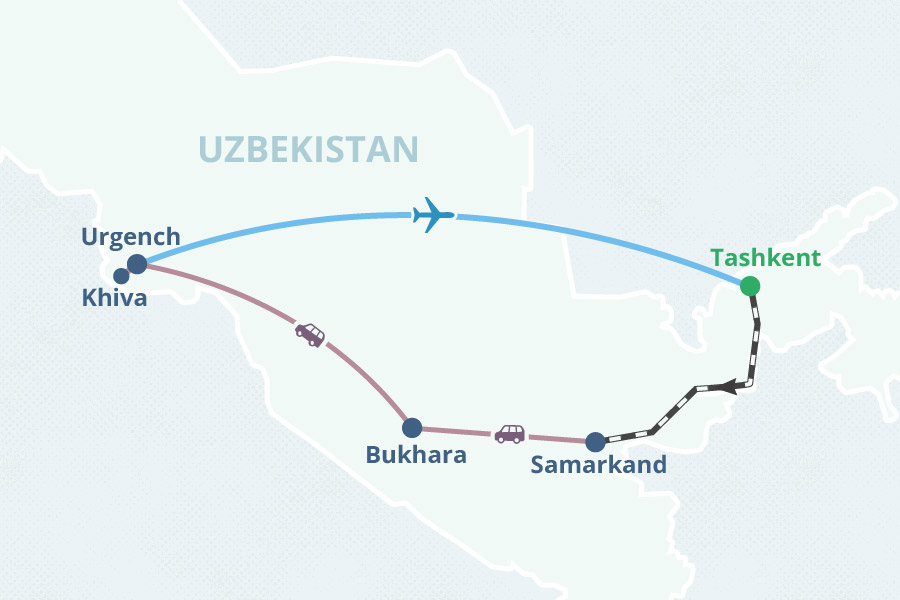 UZBEKISTAN
Urgench
Khiva
Tashkent
Bukhara
Samarkand